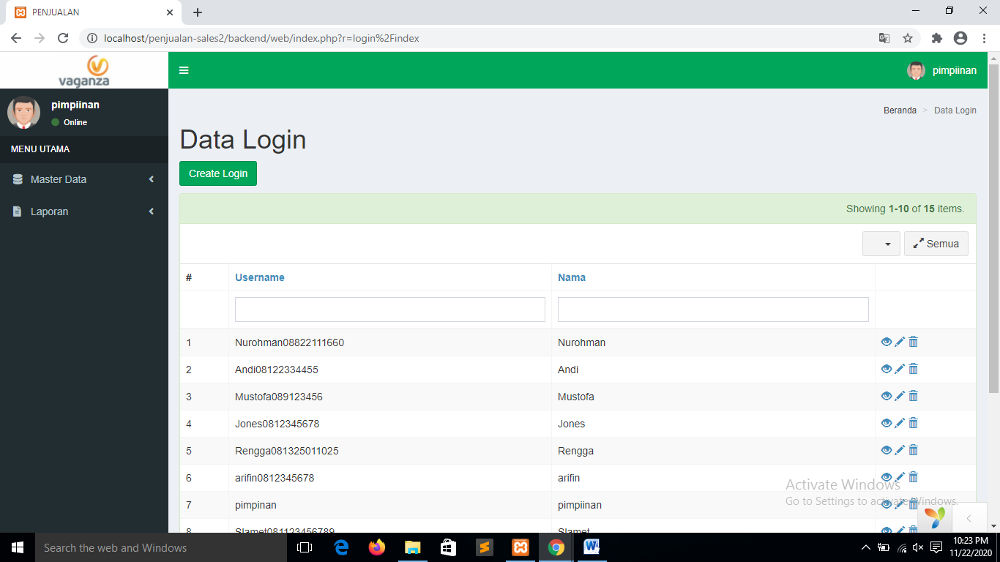 PENJUALAN
localhost/penjualan-sales2/backend/web/index.php?r=login%2Findex
vaganza
pimpiinan
pimpiinan
Online
Beranda > Data Login
MENU UTAMA
Master Data
Laporan
Data Login
Create Login
Showing 1-10 of 15 items.
Semua
# Username Nama
1 Nurohman08822111660 Nurohman
2 Andi08122334455 Andi
3 Mustofa089123456 Mustofa
4 Jones0812345678 Jones
5 Rengga081325011025 Rengga
6 arifin0812345678 arifin
7 pimpinan pimpiinan
8 Slamet081123456789 Slamet
Activate Windows
Go to Settings to activate Windows.
Search the web and Windows
10:23 PM
11/22/2020